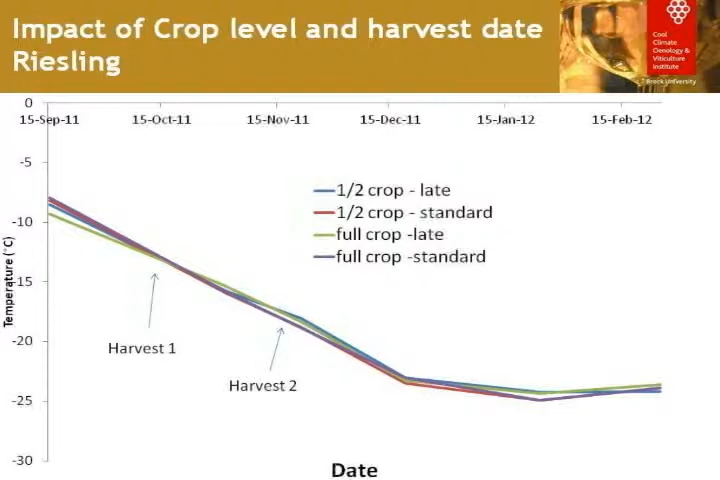 Impact of Crop level and harvest date
Riesling
Cool
Climate
Oenology &
Viticulture
Institute
Brock University
0
15-Sep-11 15-Oct-11 15-Nov-11 15-Dec-11 15-Jan-12 15-Feb-12
-5
-10
-15
-20
-25
-30
Temperature (°C)
1/2 crop - late
1/2 crop - standard
full crop -late
full crop -standard
Harvest 1
Harvest 2
Date